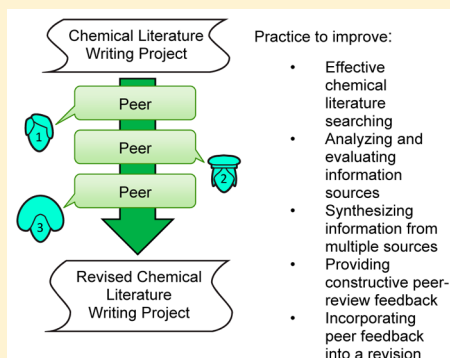 Chemical Literature
Writing Project
Peer
1
Peer
2
Peer
3
Revised Chemical
Literature
Writing Project
Practice to improve:
• Effective
chemical
literature
searching
• Analyzing and
evaluating
information
sources
• Synthesizing
information from
multiple sources
• Providing
constructive peer-
review feedback
• Incorporating
peer feedback
into a revision